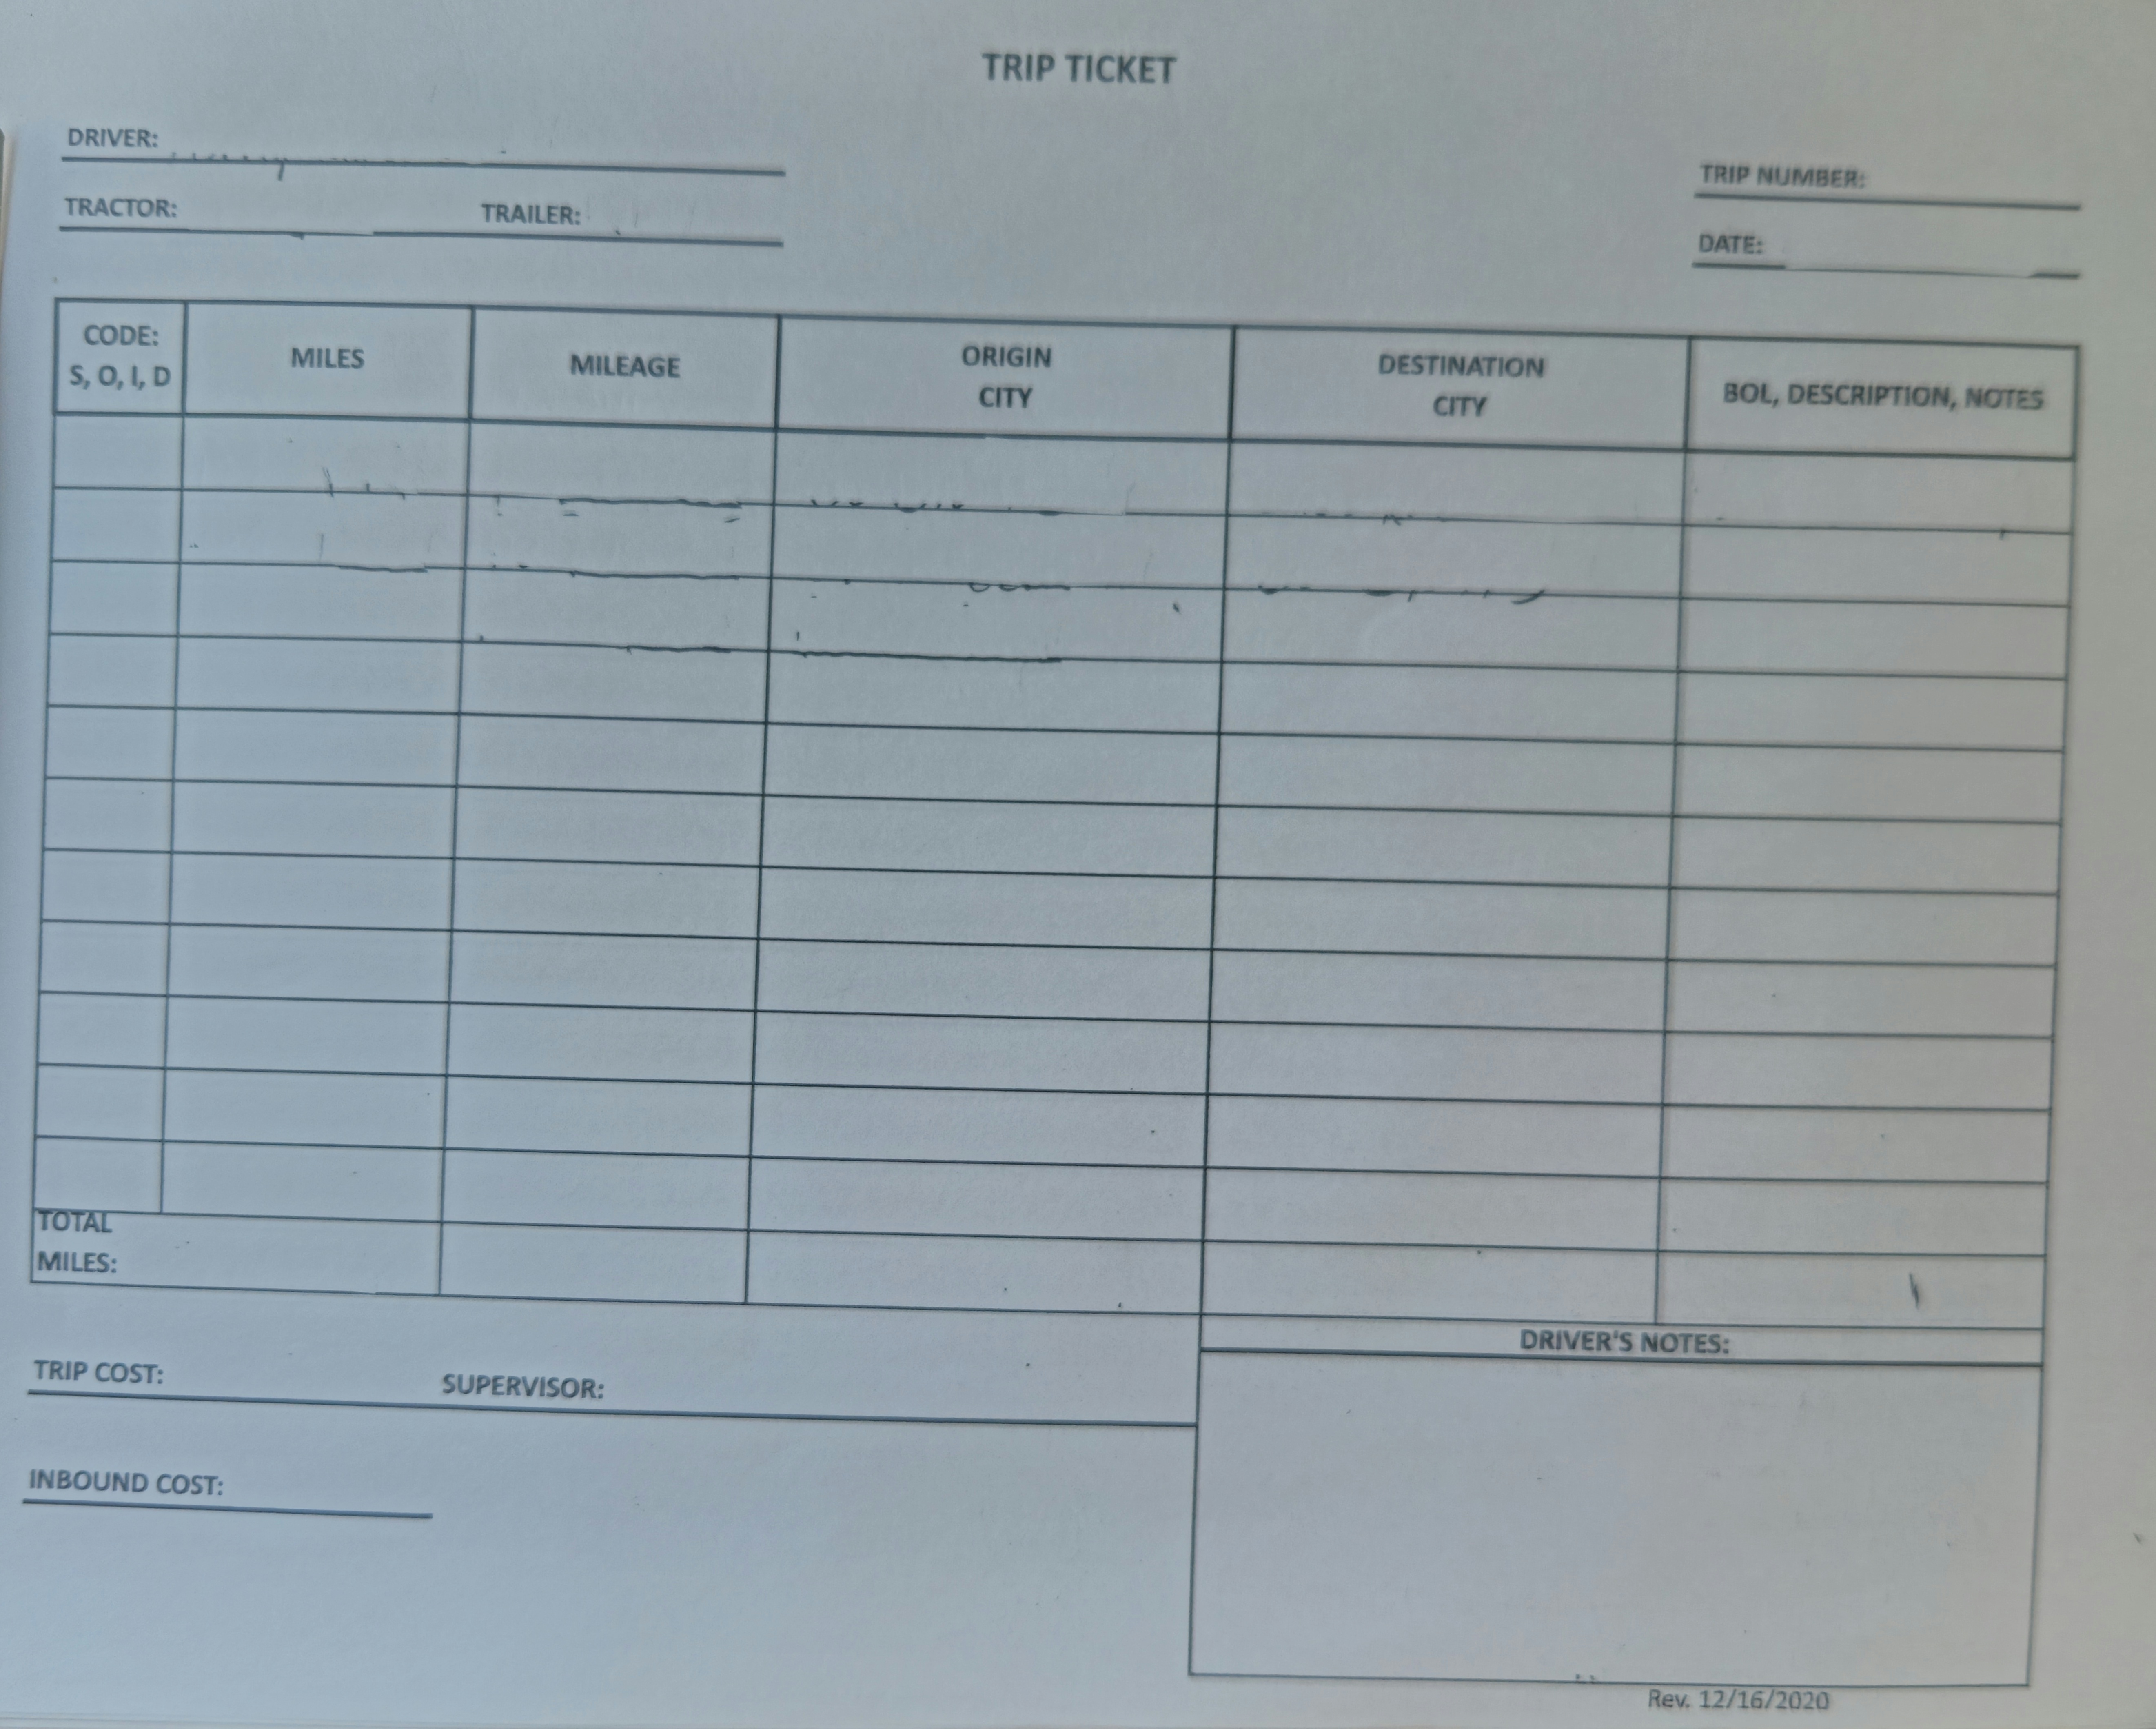 TRIP TICKET
DRIVER:
TRIP NUMBER:
TRACTOR: TRAILER:
DATE:
CODE: S, O, I, D MILES MILEAGE ORIGIN CITY DESTINATION CITY BOL, DESCRIPTION, NOTES
TOTAL
MILES:
DRIVER'S NOTES:
TRIP COST: SUPERVISOR:
INBOUND COST:
Rev. 12/16/2020